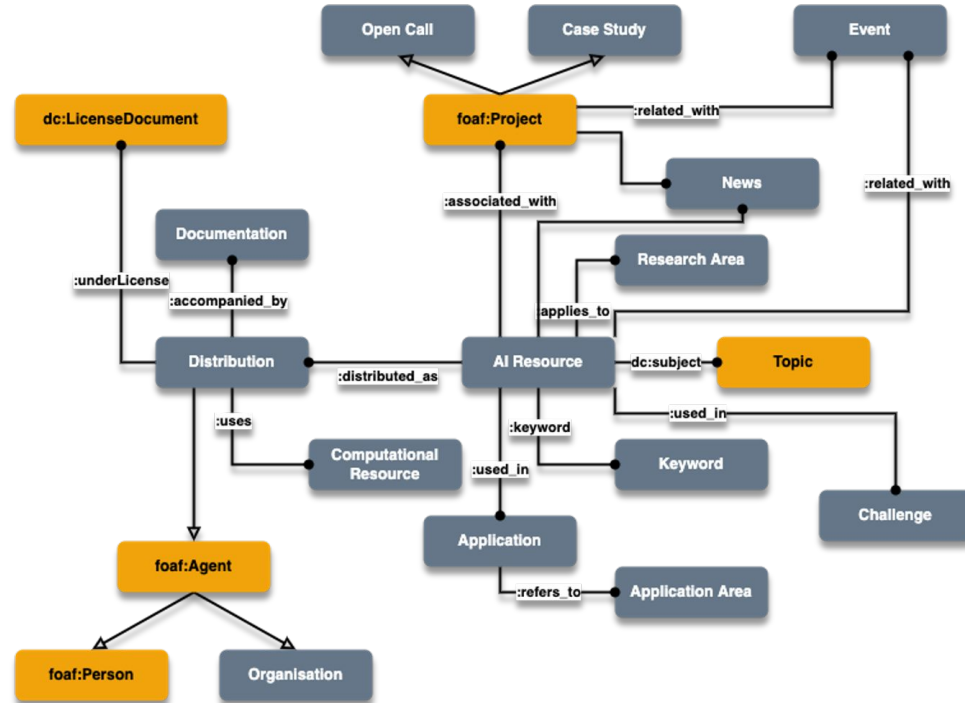 Open Call
Case Study
Event
dc:LicenseDocument
foaf:Project
:related_with
News
:related_with
:associated_with
Documentation
Research Area
:underLicense
:accompanied_by
applies_to
Distribution
AI Resource
dc:subject
Topic
:distributed_as
:used_in
:uses
:keyword
Computational
Resource
:used_in
Keyword
Challenge
Application
foaf:Agent
:refers_to
Application Area
foaf:Person
Organisation